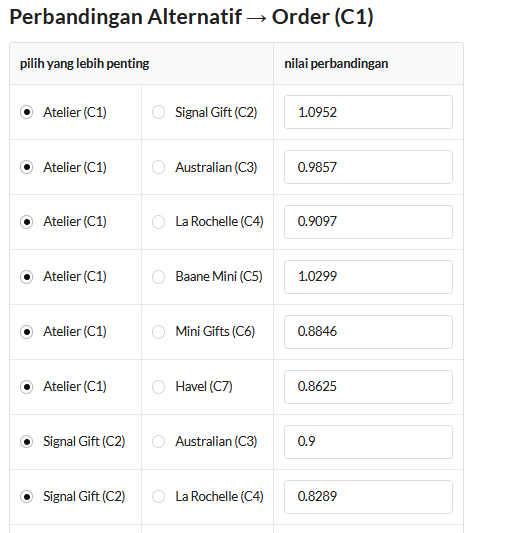 Perbandingan Alternatif → Order (C1)
pilih yang lebih penting nilai perbandingan
Atelier (C1) Signal Gift (C2) 1.0952
Atelier (C1) Australian (C3) 0.9857
Atelier (C1) La Rochelle (C4) 0.9097
Atelier (C1) Baane Mini (C5) 1.0299
Atelier (C1) Mini Gifts (C6) 0.8846
Atelier (C1) Havel (C7) 0.8625
Signal Gift (C2) Australian (C3) 0.9
Signal Gift (C2) La Rochelle (C4) 0.8289